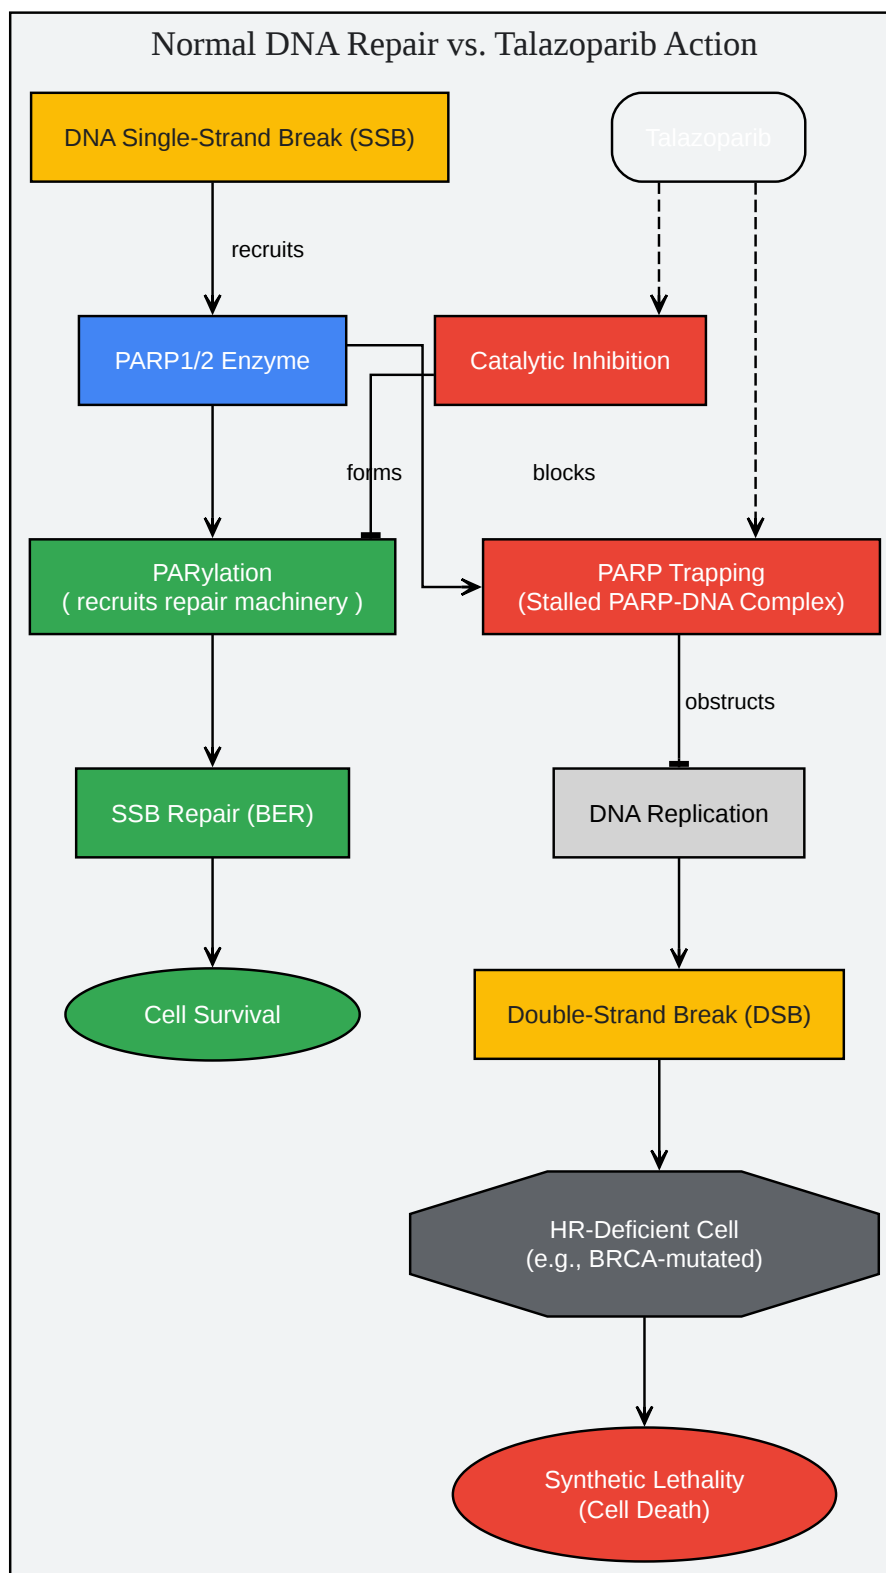 Normal DNA Repair vs. Talazoparib Action
DNA Single-Strand Break (SSB)
Talazoparib
recruits
PARP1/2 Enzyme
Catalytic Inhibition
forms
blocks
PARylation
( recruits repair machinery )
PARP Trapping
(Stalled PARP-DNA Complex)
obstructs
SSB Repair (BER)
DNA Replication
Cell Survival
Double-Strand Break (DSB)
HR-Deficient Cell
(e.g., BRCA-mutated)
Synthetic Lethality
(Cell Death)